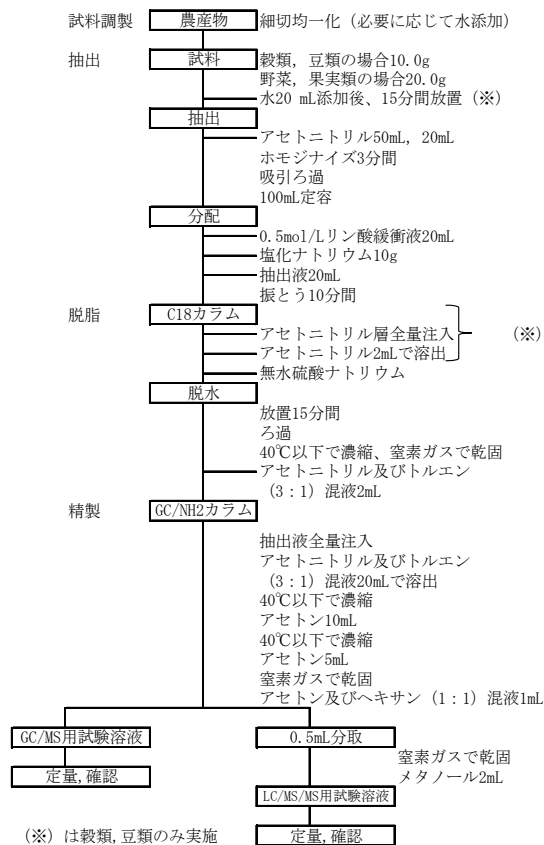 試料調製 農産物 細切均一化（必要に応じて水添加）
抽出 試料 穀類，豆類の場合10.0g
野菜，果実類の場合20.0g
水20 mL添加後、15分間放置（※）
抽出
アセトニトリル50mL，20mL
ホモジナイズ3分間
吸引ろ過
100mL定容
分配
0.5mol/Lリン酸緩衝液20mL
塩化ナトリウム10g
抽出液20mL
振とう10分間
脱脂 C18カラム
アセトニトリル層全量注入 （※）
アセトニトリル2mLで溶出
無水硫酸ナトリウム
脱水
放置15分間
ろ過
40℃以下で濃縮、窒素ガスで乾固
アセトニトリル及びトルエン
（3：1）混液2mL
精製 GC/NH2カラム
抽出液全量注入
アセトニトリル及びトルエン
（3：1）混液20mLで溶出
40℃以下で濃縮
アセトン10mL
40℃以下で濃縮
アセトン5mL
窒素ガスで乾固
アセトン及びヘキサン（1：1）混液1mL
GC/MS用試験溶液 0.5mL分取
窒素ガスで乾固
定量,確認 メタノール2mL
LC/MS/MS用試験溶液
（※）は穀類,豆類のみ実施 定量,確認